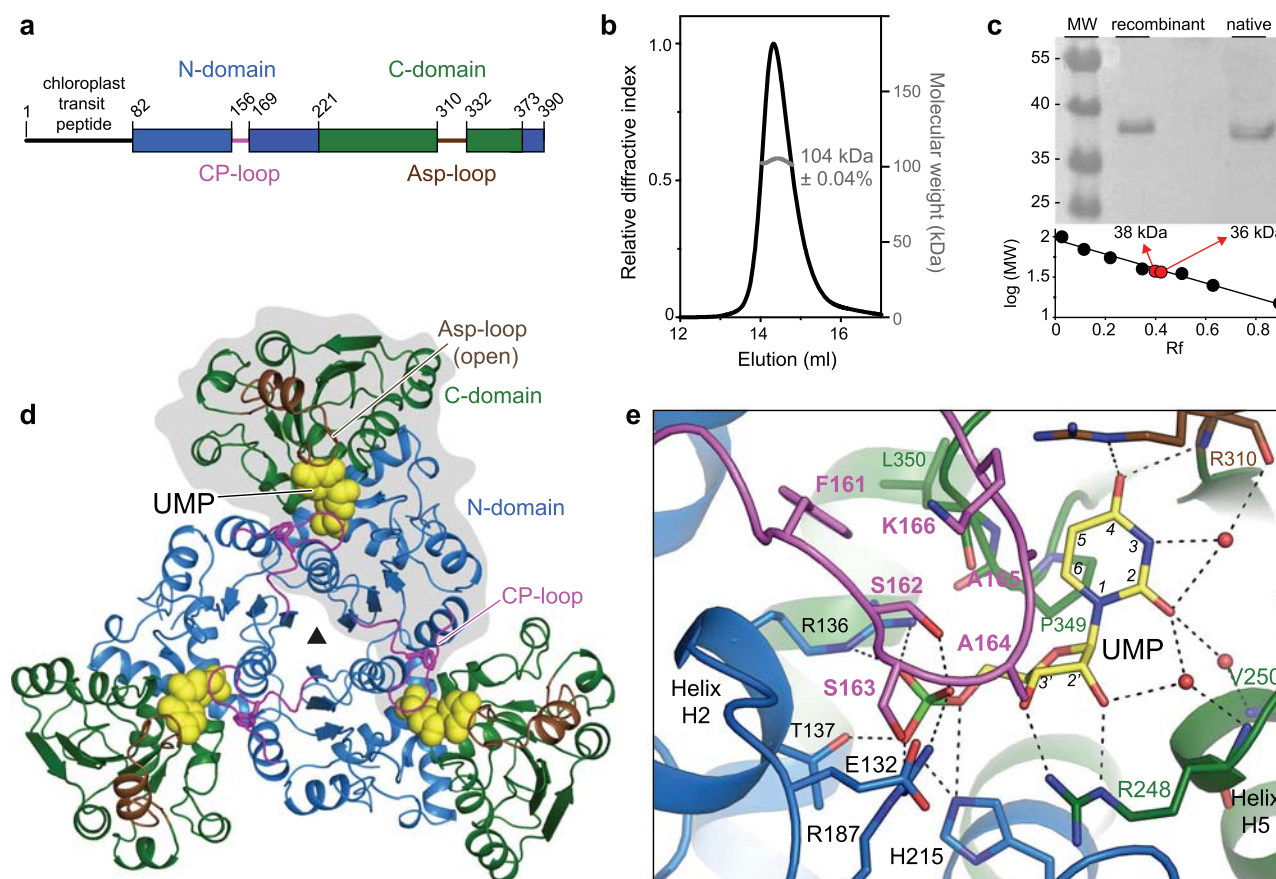 a
N-domain
C-domain
chloroplast
transit
peptide
1
82
156
169
221
310
332
373
390
CP-loop
Asp-loop
b
Relative diffractive index
1.0
0.5
0
150
100
50
0
Molecular weight (kDa)
104 kDa
± 0.04%
12
14
16
Elution (ml)
c
MW
recombinant
native
55
40
35
25
38 kDa
36 kDa
log (MW)
2
1.5
1
0
0.2
0.4
0.6
0.8
Rf
d
Asp-loop
(open)
C-domain
UMP
N-domain
CP-loop
e
L350
R310
F161
K166
4
5
3
6
2
1
A165
S162
R136
P349
A164
UMP
Helix
H2
S163
3'
2'
V250
T137
E132
R248
Helix
H5
R187
H215